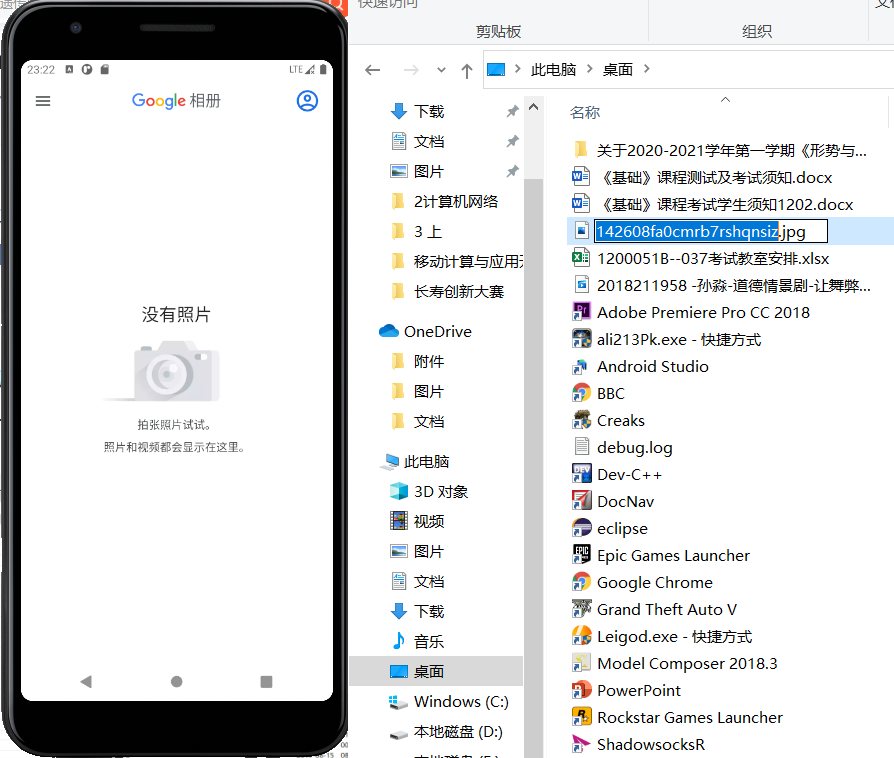 快速访问
剪贴板
组织
23:22
LTE
Google 相册
没有照片
拍张照片试试。
照片和视频都会显示在这里。
此电脑
桌面
下载
文档
图片
2计算机网络
3 上
移动计算与应用
长寿创新大赛
OneDrive
附件
图片
文档
此电脑
3D 对象
视频
图片
文档
下载
音乐
桌面
Windows (C:)
本地磁盘 (D:)
名称
关于2020-2021学年第一学期《形势与...
《基础》课程测试及考试须知.docx
《基础》课程考试学生须知1202.docx
142608fa0cmrb7rshqnsiz.jpg
1200051B--037考试教室安排.xlsx
2018211958 -孙淼-道德情景剧-让舞弊...
Adobe Premiere Pro CC 2018
ali213Pk.exe - 快捷方式
Android Studio
BBC
Creaks
debug.log
Dev-C++
DocNav
eclipse
Epic Games Launcher
Google Chrome
Grand Theft Auto V
Leigod.exe - 快捷方式
Model Composer 2018.3
PowerPoint
Rockstar Games Launcher
ShadowsocksR